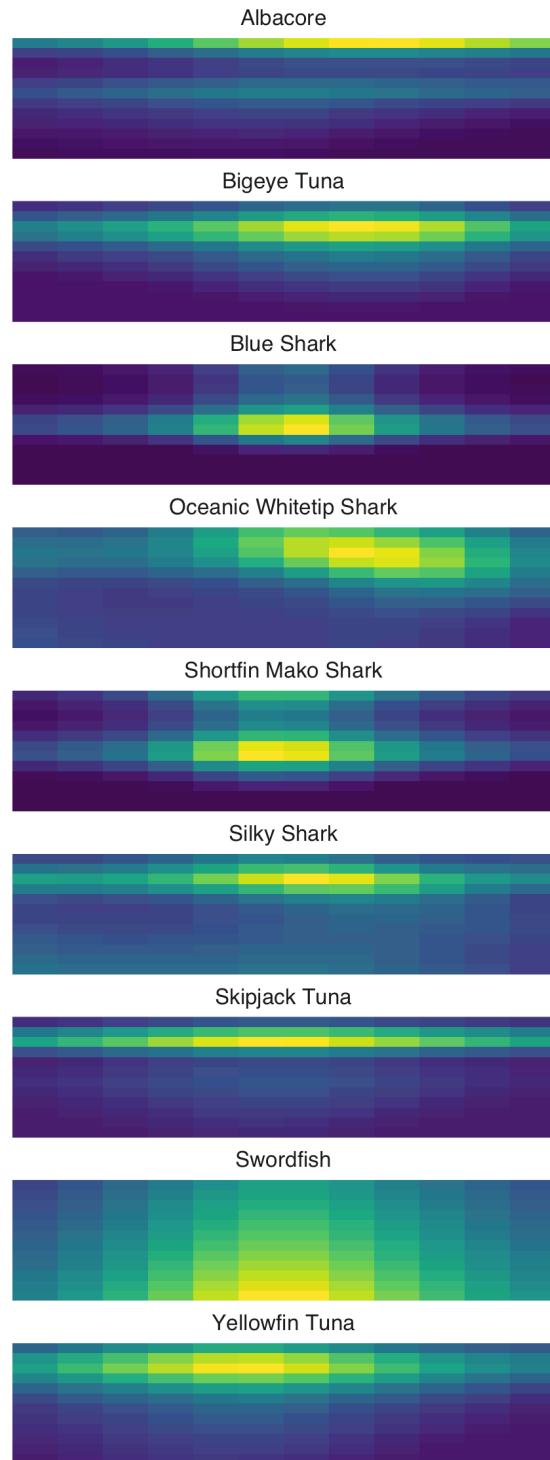 Albacore
Bigeye Tuna
Blue Shark
Oceanic Whitetip Shark
Shortfin Mako Shark
Silky Shark
Skipjack Tuna
Swordfish
Yellowfin Tuna